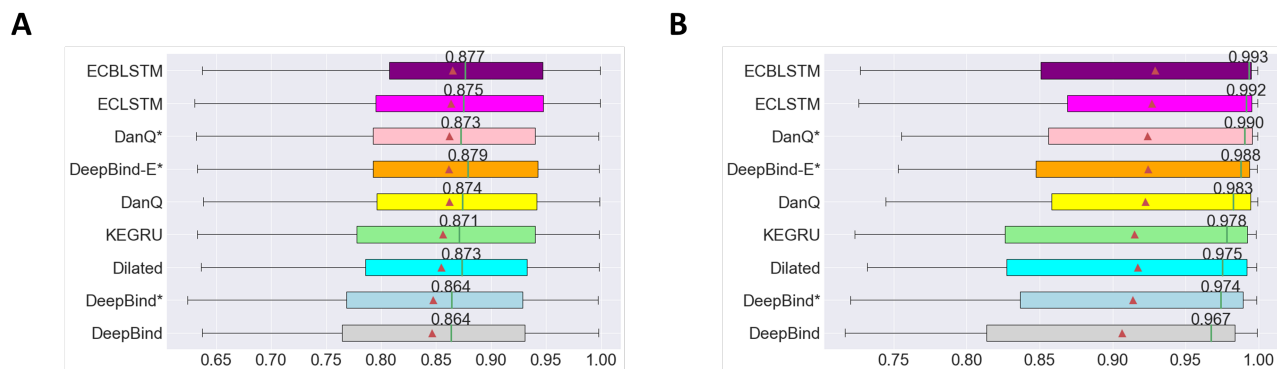 A
0.877
ECBLSTM
0.875
ECLSTM
0.873
DanQ*
0.879
DeepBind-E*
0.874
DanQ
0.871
KEGRU
0.873
Dilated
0.864
DeepBind*
0.864
DeepBind
0.65 0.70 0.75 0.80 0.85 0.90 0.95 1.00
B
0.993
ECBLSTM
0.992
ECLSTM
0.990
DanQ*
0.988
DeepBind-E*
0.983
DanQ
0.978
KEGRU
0.975
Dilated
0.974
DeepBind*
0.967
DeepBind
0.75 0.80 0.85 0.90 0.95 1.00